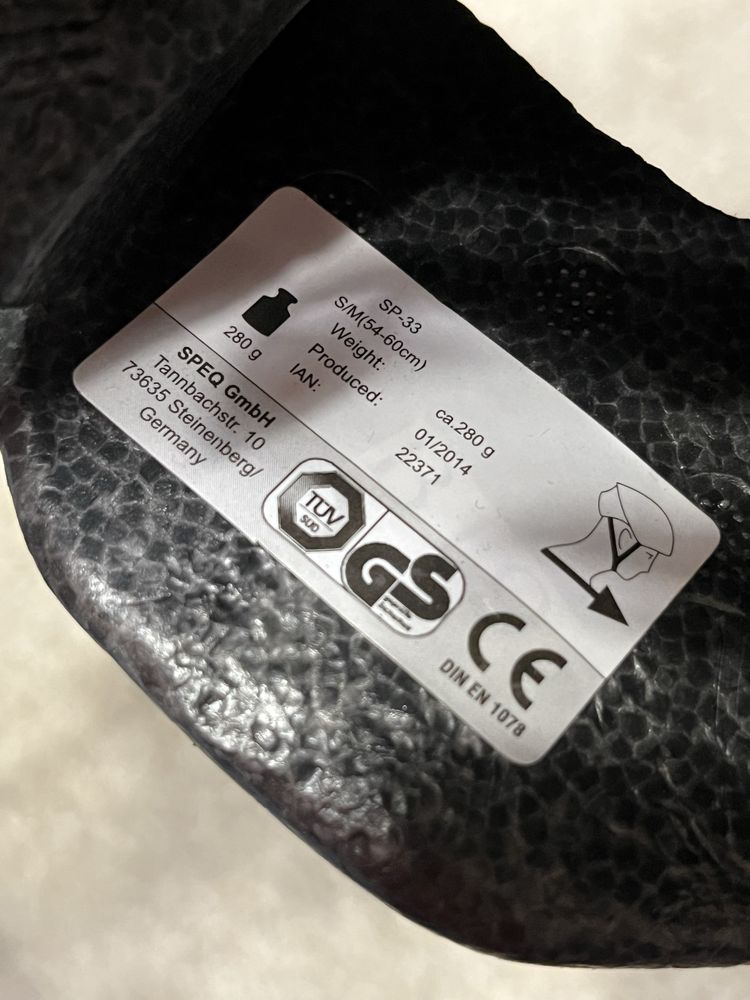 SP-33
S/M(54-60cm)
Weight: ca.280 g
Produced: 01/2014
IAN: 22371
280 g
SPEQ GmbH
Tannbachstr. 10
73635 Steinenberg/
Germany
TÜV
SÜD
GS
CE
DIN EN 1078